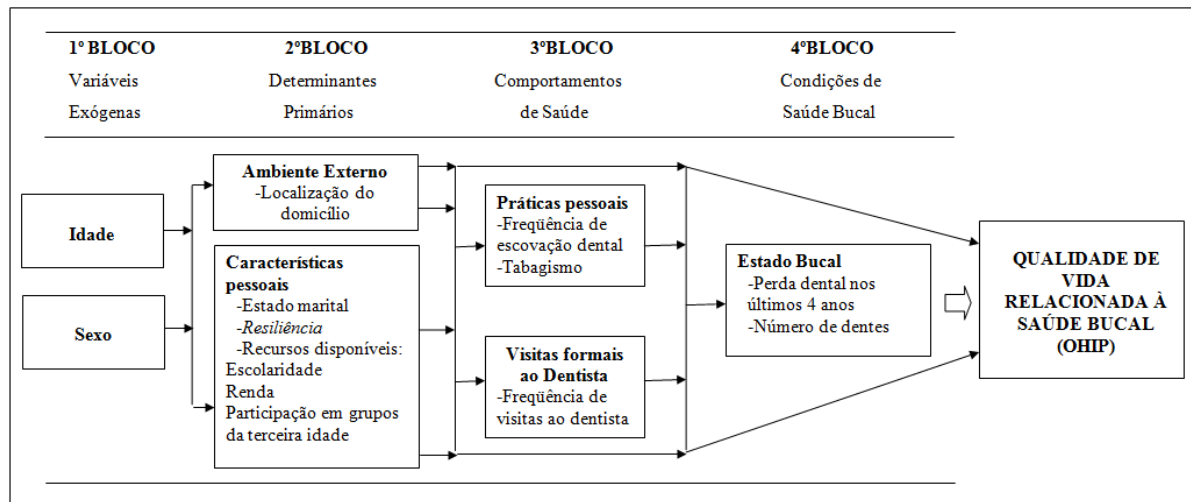 1º BLOCO
Variáveis
Exógenas
2ºBLOCO
Determinantes
Primários
3ºBLOCO
Comportamentos
de Saúde
4ºBLOCO
Condições de
Saúde Bucal
Idade
Sexo
Ambiente Externo
-Localização do
domicílio
Características
pessoais
-Estado marital
-Resiliência
-Recursos disponíveis:
Escolaridade
Renda
Participação em grupos
da terceira idade
Práticas pessoais
-Freqüência de
escovação dental
-Tabagismo
Visitas formais
ao Dentista
-Freqüência de
visitas ao dentista
Estado Bucal
-Perda dental nos
últimos 4 anos
-Número de dentes
QUALIDADE DE
VIDA
RELACIONADA À
SAÚDE BUCAL
(OHIP)